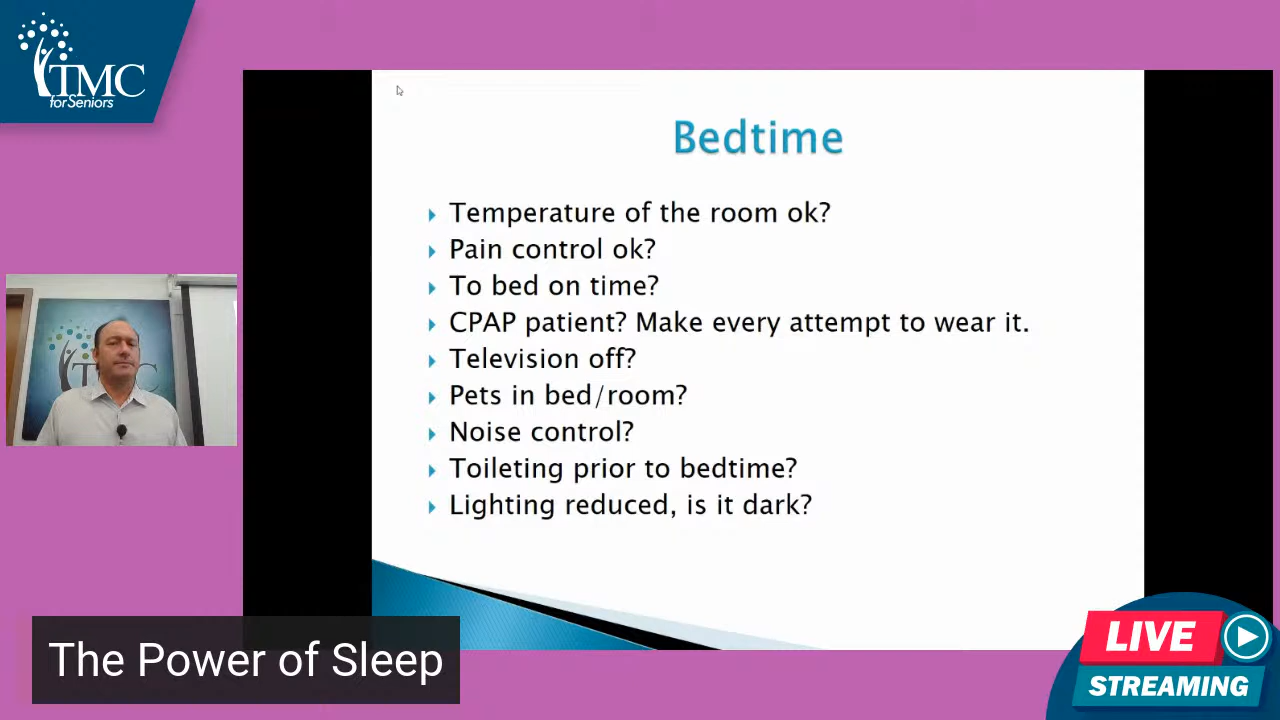 TMC
for Seniors
Bedtime
Temperature of the room ok?
Pain control ok?
To bed on time?
CPAP patient? Make every attempt to wear it.
Television off?
Pets in bed/room?
Noise control?
Toileting prior to bedtime?
Lighting reduced, is it dark?
TMC
The Power of Sleep
LIVE
STREAMING